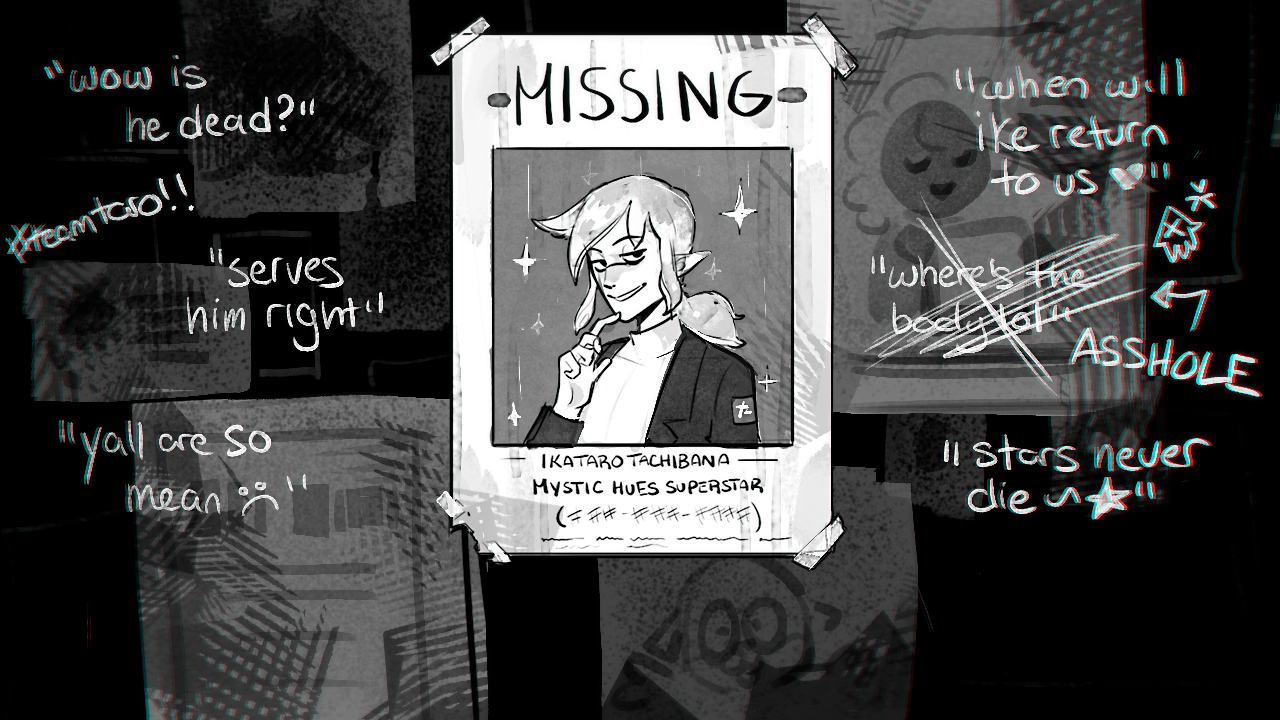 MISSING
IKATARO TACHIBANA
MYSTIC HUES SUPERSTAR
(###-###-####)
"wow is
he dead?"
#teamtaro!!
"serves
him right"
"yall are so
mean :("
"when will
ike return
to us ♥"
"where's the
body lol"
ASSHOLE
"stars never
die ~★"